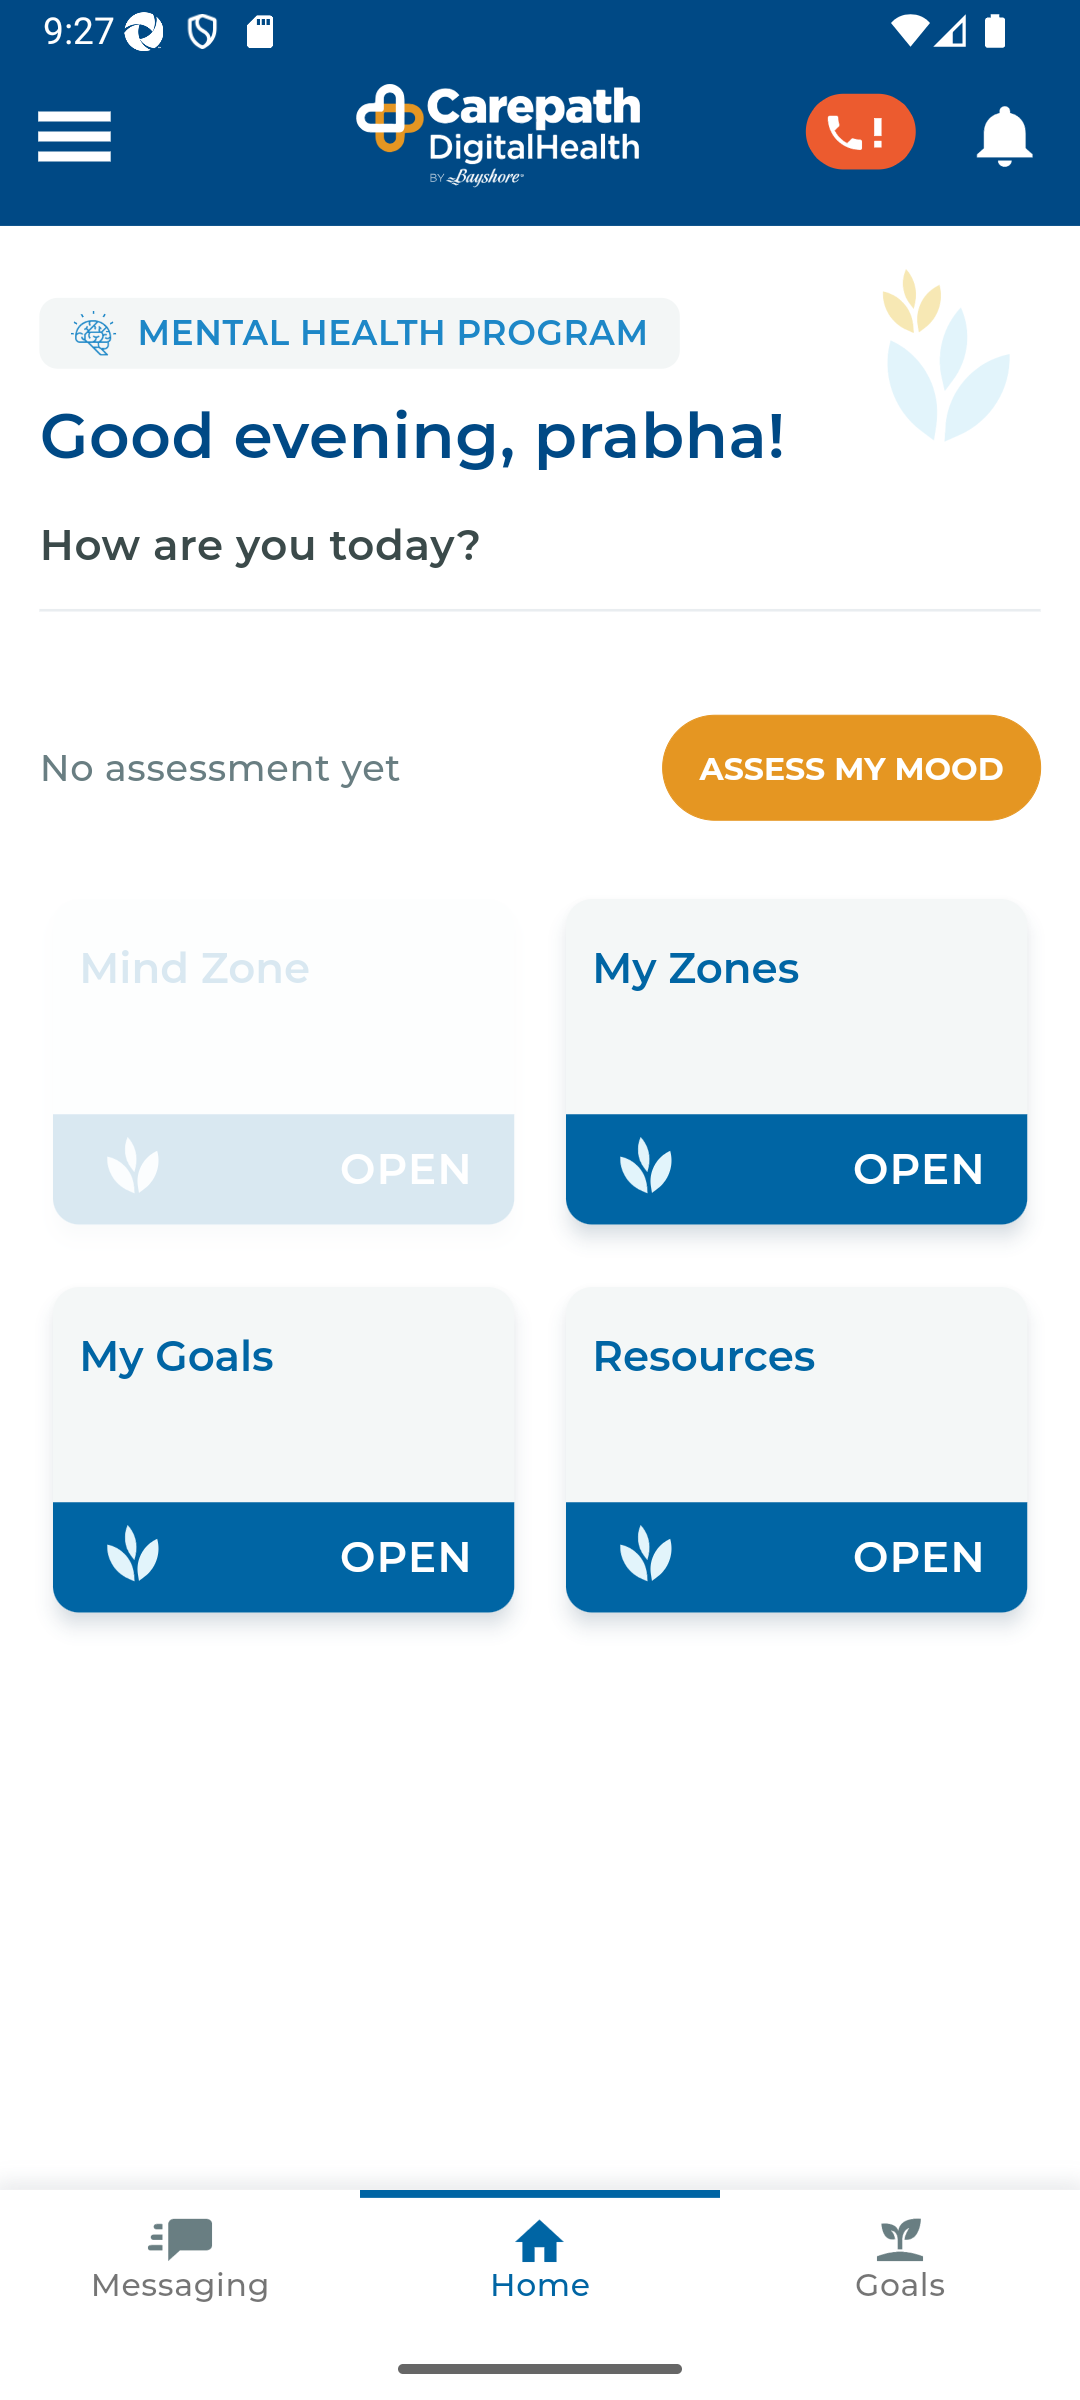 9:27
Carepath
DigitalHealth
BY Bayshore
MENTAL HEALTH PROGRAM
Good evening, prabha!
How are you today?
No assessment yet
ASSESS MY MOOD
Mind Zone
My Zones
OPEN
OPEN
My Goals
Resources
OPEN
OPEN
Messaging
Home
Goals